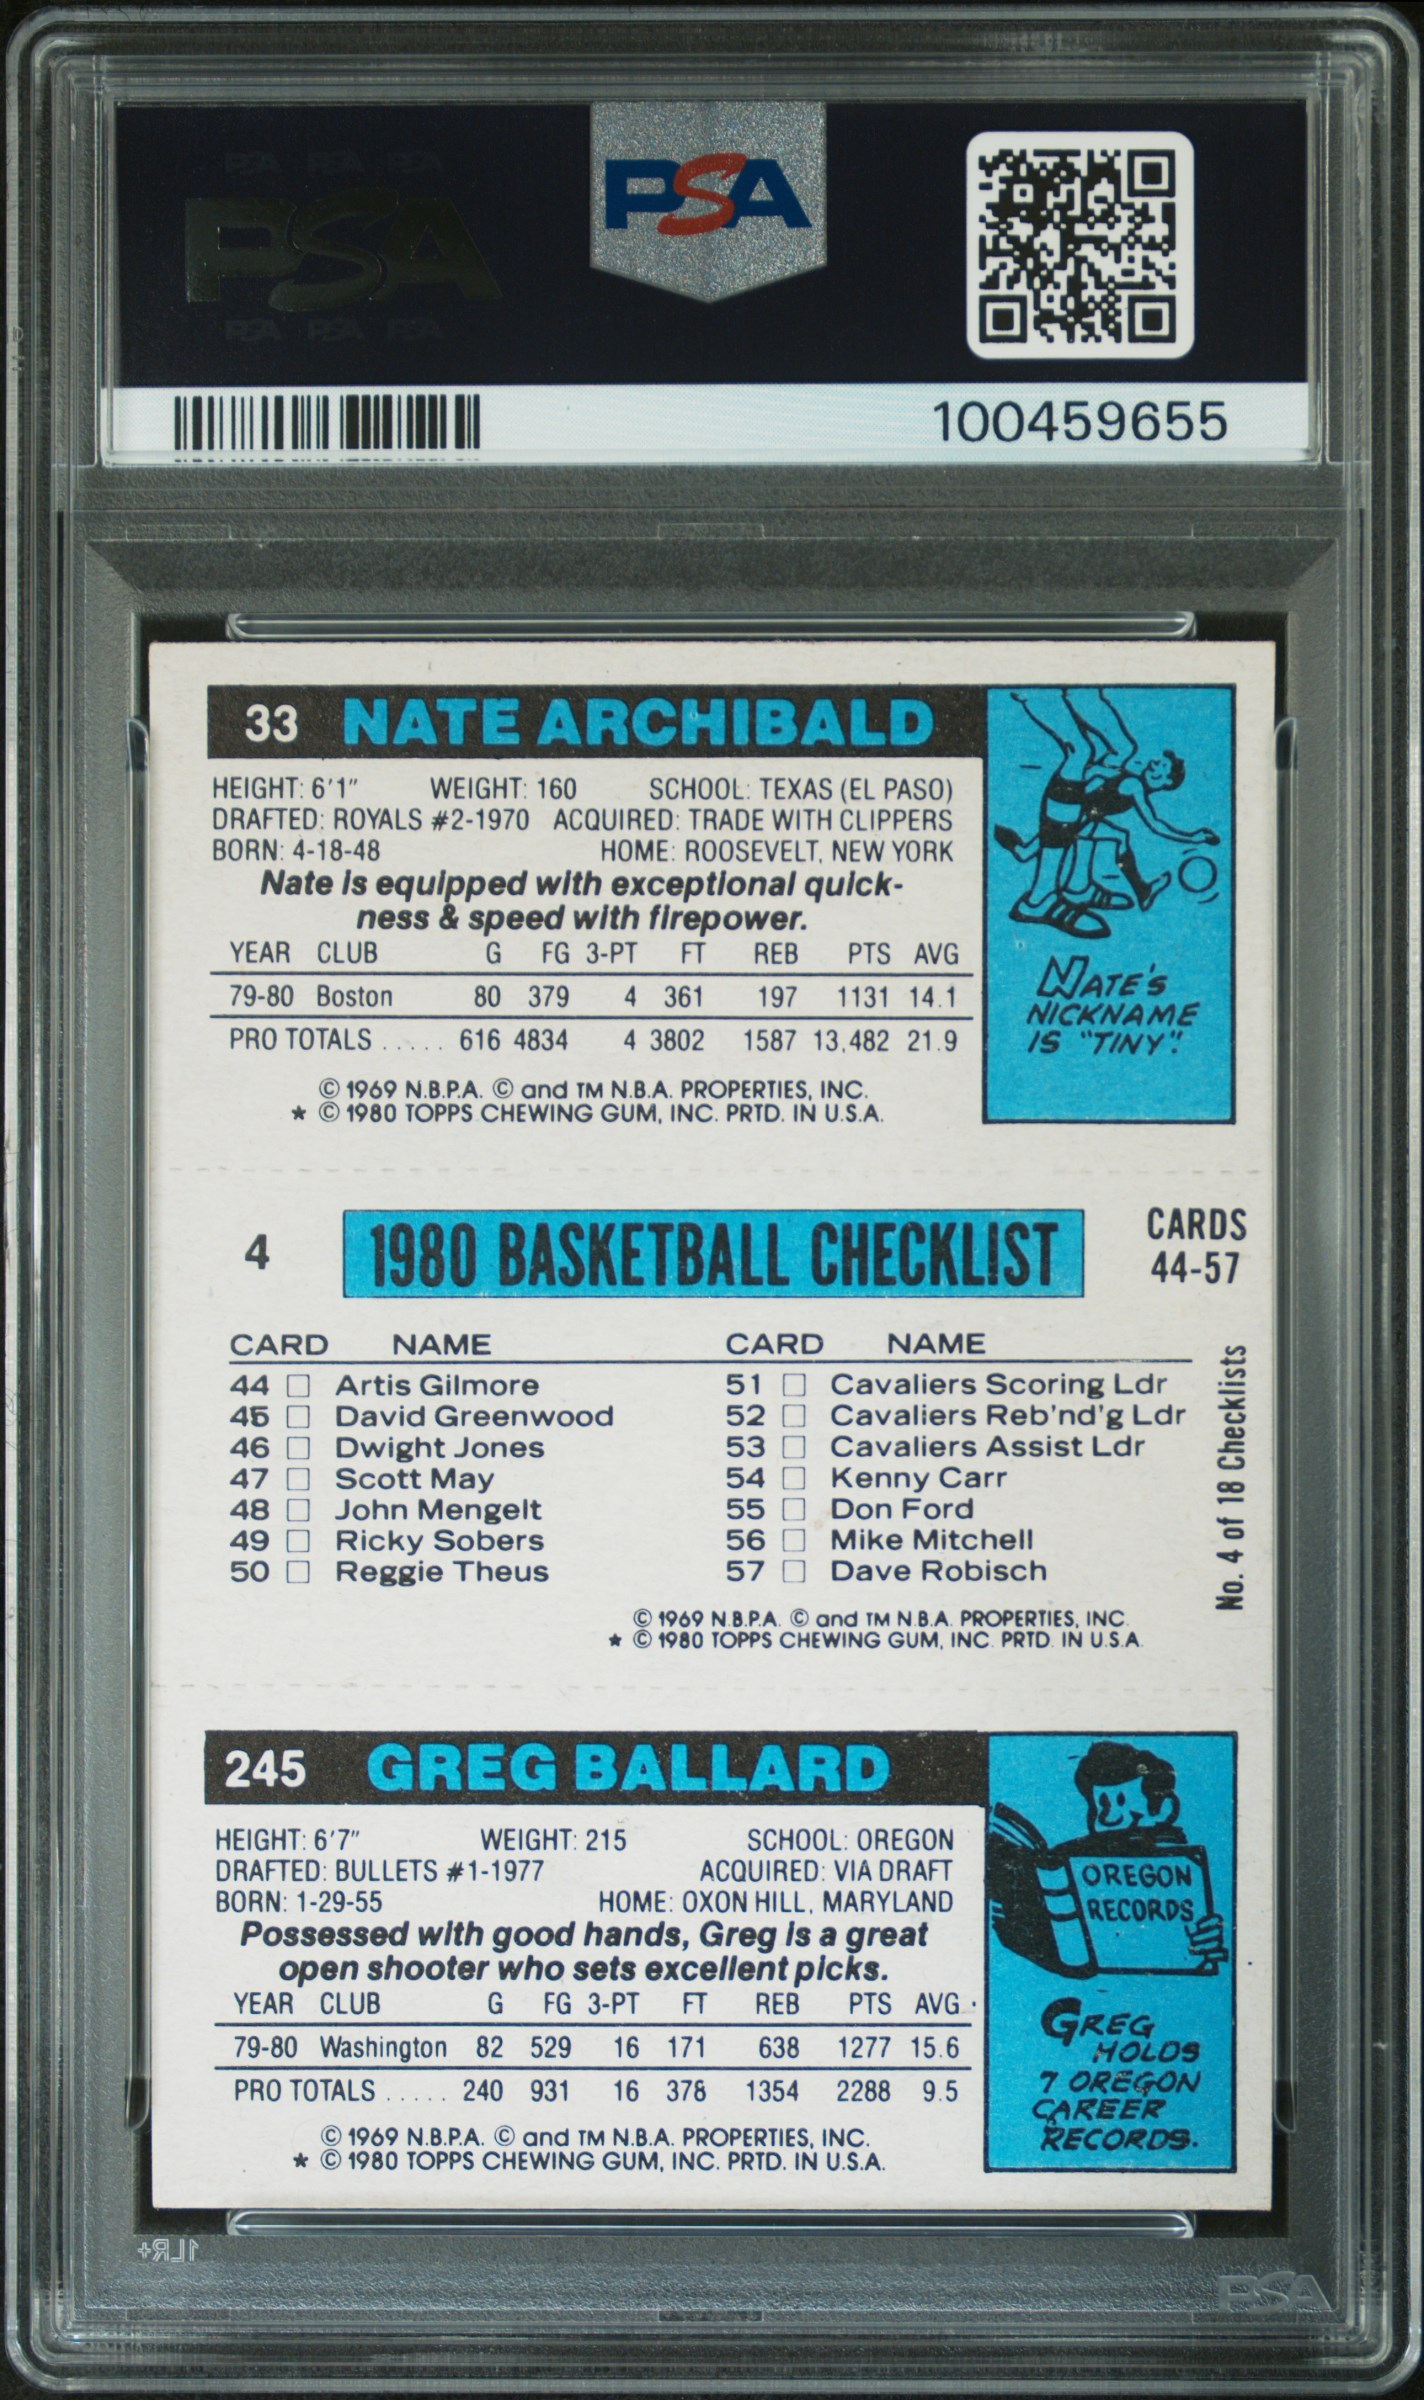 PSA PSA PSA
PSA
PSA PSA PSA
PSA
100459655
33 NATE ARCHIBALD
HEIGHT: 6'1" WEIGHT: 160 SCHOOL: TEXAS (EL PASO)
DRAFTED: ROYALS #2-1970 ACQUIRED: TRADE WITH CLIPPERS
BORN: 4-18-48 HOME: ROOSEVELT, NEW YORK
Nate is equipped with exceptional quick-
ness & speed with firepower.
YEAR CLUB G FG 3-PT FT REB PTS AVG
79-80 Boston 80 379 4 361 197 1131 14.1
PRO TOTALS ..... 616 4834 4 3802 1587 13,482 21.9
© 1969 N.B.P.A. © and TM N.B.A. PROPERTIES, INC.
* © 1980 TOPPS CHEWING GUM, INC. PRTD. IN U.S.A.
NATE'S
NICKNAME
IS "TINY".
4 1980 BASKETBALL CHECKLIST CARDS
44-57
CARD NAME CARD NAME
44 □ Artis Gilmore 51 □ Cavaliers Scoring Ldr
45 □ David Greenwood 52 □ Cavaliers Reb'nd'g Ldr
46 □ Dwight Jones 53 □ Cavaliers Assist Ldr
47 □ Scott May 54 □ Kenny Carr
48 □ John Mengelt 55 □ Don Ford
49 □ Ricky Sobers 56 □ Mike Mitchell
50 □ Reggie Theus 57 □ Dave Robisch
No. 4 of 18 Checklists
© 1969 N.B.P.A. © and TM N.B.A. PROPERTIES, INC.
* © 1980 TOPPS CHEWING GUM, INC. PRTD. IN U.S.A.
245 GREG BALLARD
HEIGHT: 6'7" WEIGHT: 215 SCHOOL: OREGON
DRAFTED: BULLETS #1-1977 ACQUIRED: VIA DRAFT
BORN: 1-29-55 HOME: OXON HILL, MARYLAND
Possessed with good hands, Greg is a great
open shooter who sets excellent picks.
YEAR CLUB G FG 3-PT FT REB PTS AVG
79-80 Washington 82 529 16 171 638 1277 15.6
PRO TOTALS ..... 240 931 16 378 1354 2288 9.5
© 1969 N.B.P.A. © and TM N.B.A. PROPERTIES, INC.
* © 1980 TOPPS CHEWING GUM, INC. PRTD. IN U.S.A.
OREGON
RECORDS
GREG
HOLDS
7 OREGON
CAREER
RECORDS.
1LR+
PSA